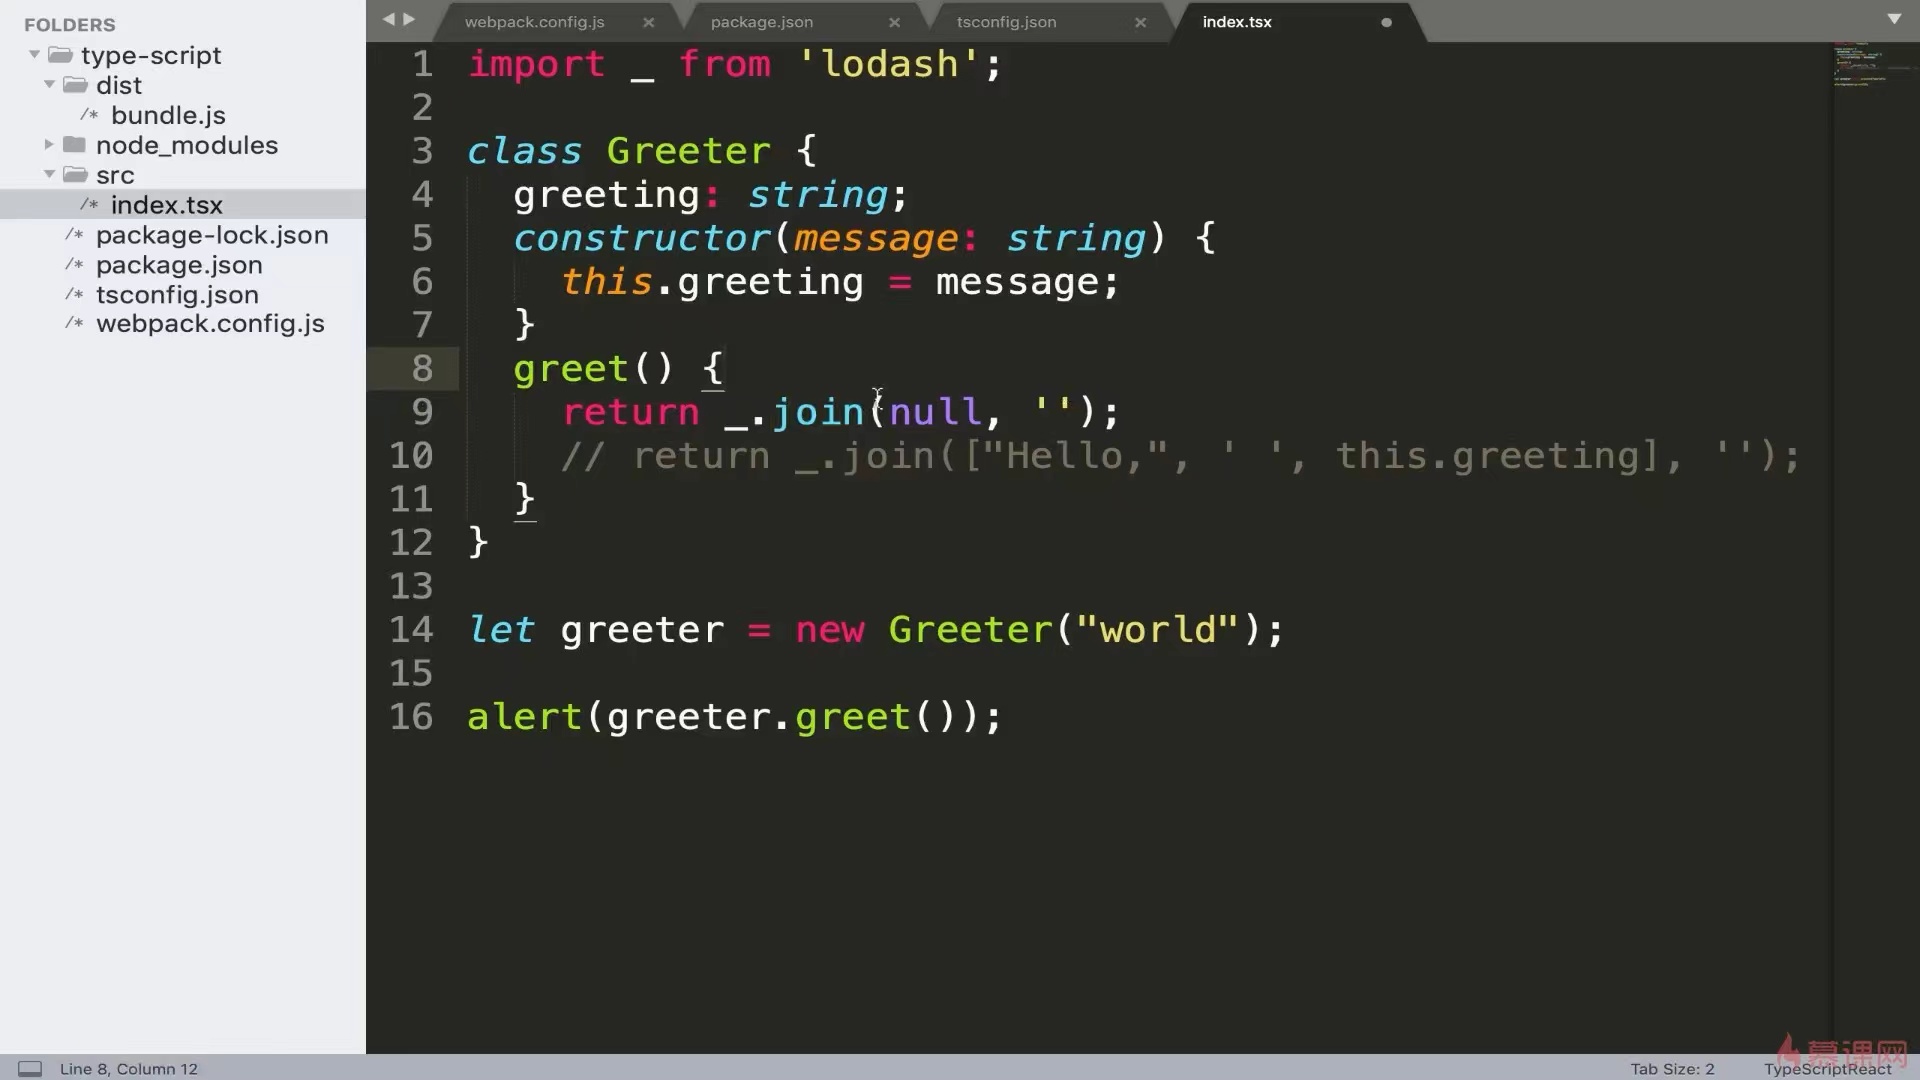 FOLDERS
type-script
dist
/* bundle.js
node_modules
src
/* index.tsx
/* package-lock.json
/* package.json
/* tsconfig.json
/* webpack.config.js
webpack.config.js × package.json × tsconfig.json × index.tsx
1 import _ from 'lodash';
2
3 class Greeter {
4 greeting: string;
5 constructor(message: string) {
6 this.greeting = message;
7 }
8 greet() {
9 return _.join(null, '');
10 // return _.join(["Hello,", ' ', this.greeting], '');
11 }
12 }
13
14 let greeter = new Greeter("world");
15
16 alert(greeter.greet());
Line 8, Column 12
Tab Size: 2
TypeScriptReact
慕课网